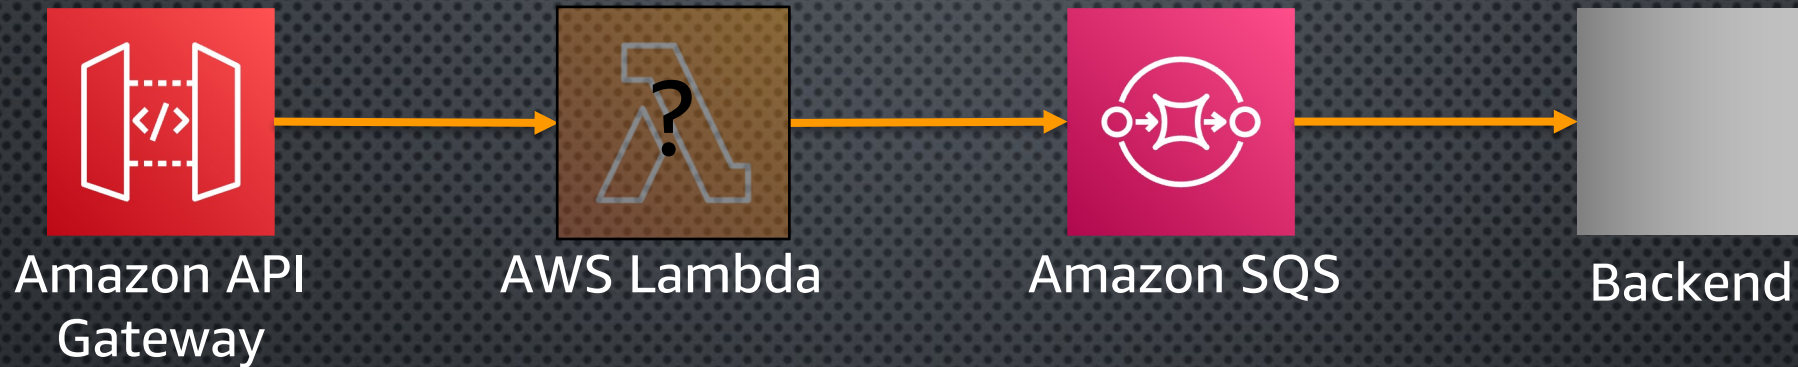 </>
?
Amazon API
Gateway
AWS Lambda
Amazon SQS
Backend